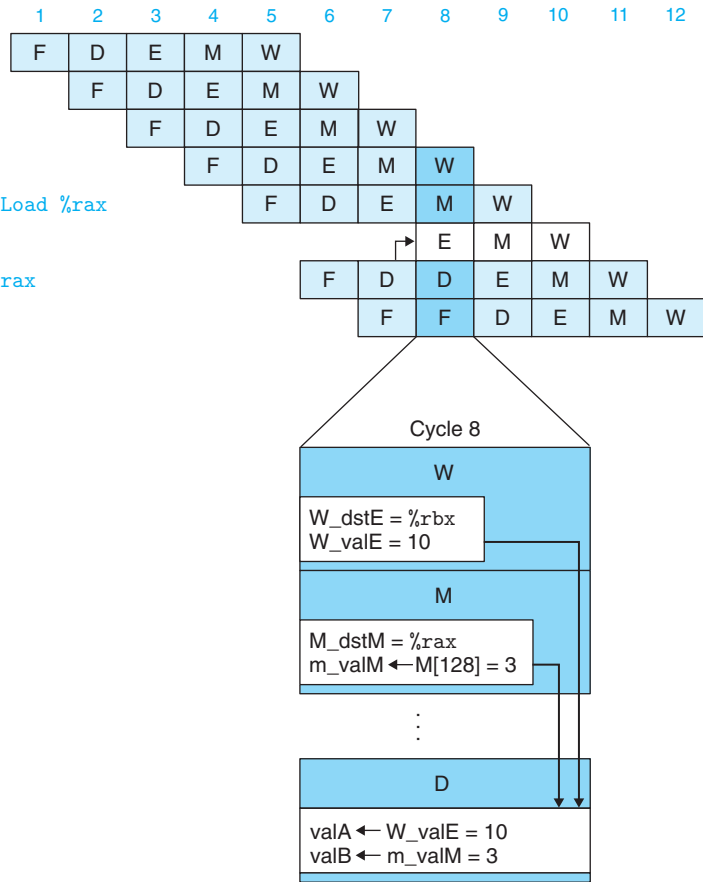 1 2 3 4 5 6 7 8 9 10 11 12
F D E M W
F D E M W
F D E M W
F D E M W
Load %rax F D E M W
E M W
rax F D D E M W
F F D E M W
Cycle 8
W
W_dstE = %rbx
W_valE = 10
M
M_dstM = %rax
m_valM ← M[128] = 3
D
valA ← W_valE = 10
valB ← m_valM = 3